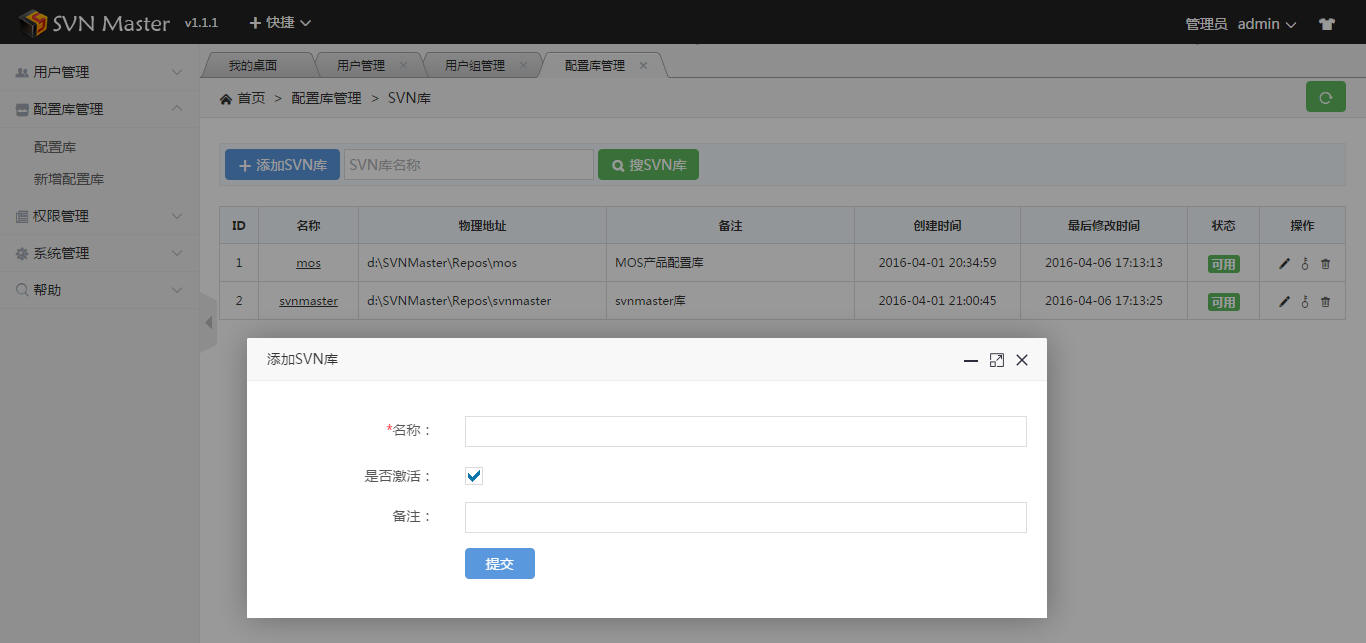 SVN Master v1.1.1 快捷 管理员 admin
用户管理
配置库管理
配置库
新增配置库
权限管理
系统管理
帮助
我的桌面 用户管理 用户组管理 配置库管理
首页 > 配置库管理 > SVN库
添加SVN库 SVN库名称 搜SVN库
ID 名称 物理地址 备注 创建时间 最后修改时间 状态 操作
1 mos d:\SVNMaster\Repos\mos MOS产品配置库 2016-04-01 20:34:59 2016-04-06 17:13:13 可用
2 svnmaster d:\SVNMaster\Repos\svnmaster svnmaster库 2016-04-01 21:00:45 2016-04-06 17:13:25 可用
添加SVN库
*名称：
是否激活：
备注：
提交